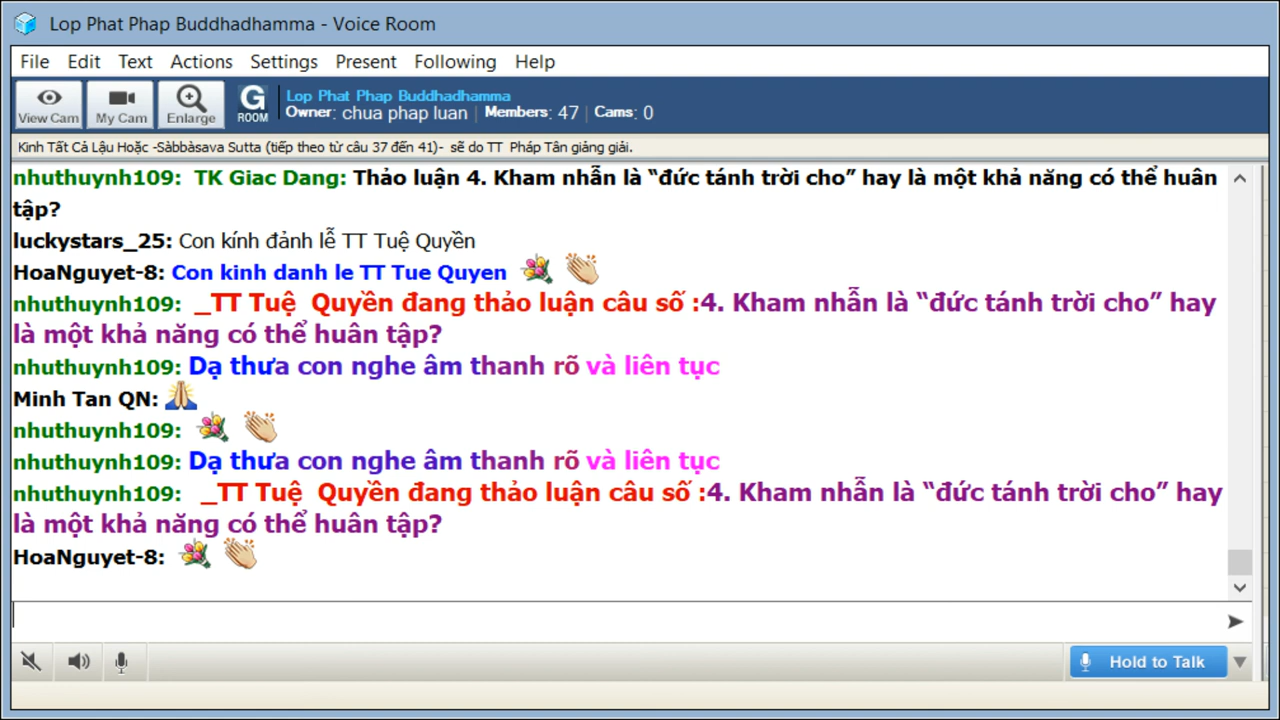 Lop Phat Phap Buddhadhamma - Voice Room
File Edit Text Actions Settings Present Following Help
View Cam My Cam Enlarge G ROOM Lop Phat Phap Buddhadhamma
Owner: chua phap luan | Members: 47 | Cams: 0
Kinh Tất Cả Lậu Hoặc -Sàbbàsava Sutta (tiếp theo từ câu 37 đến 41)- sẽ do TT Pháp Tân giảng giải.
nhuthuynh109: TK Giac Dang: Thảo luận 4. Kham nhẫn là “đức tánh trời cho” hay là một khả năng có thể huân
tập?
luckystars_25: Con kính đảnh lễ TT Tuệ Quyền
HoaNguyet-8: Con kinh danh le TT Tue Quyen
nhuthuynh109: _TT Tuệ Quyền đang thảo luận câu số :4. Kham nhẫn là “đức tánh trời cho” hay
là một khả năng có thể huân tập?
nhuthuynh109: Dạ thưa con nghe âm thanh rõ và liên tục
Minh Tan QN:
nhuthuynh109:
nhuthuynh109: Dạ thưa con nghe âm thanh rõ và liên tục
nhuthuynh109: _TT Tuệ Quyền đang thảo luận câu số :4. Kham nhẫn là “đức tánh trời cho” hay
là một khả năng có thể huân tập?
HoaNguyet-8:
Hold to Talk